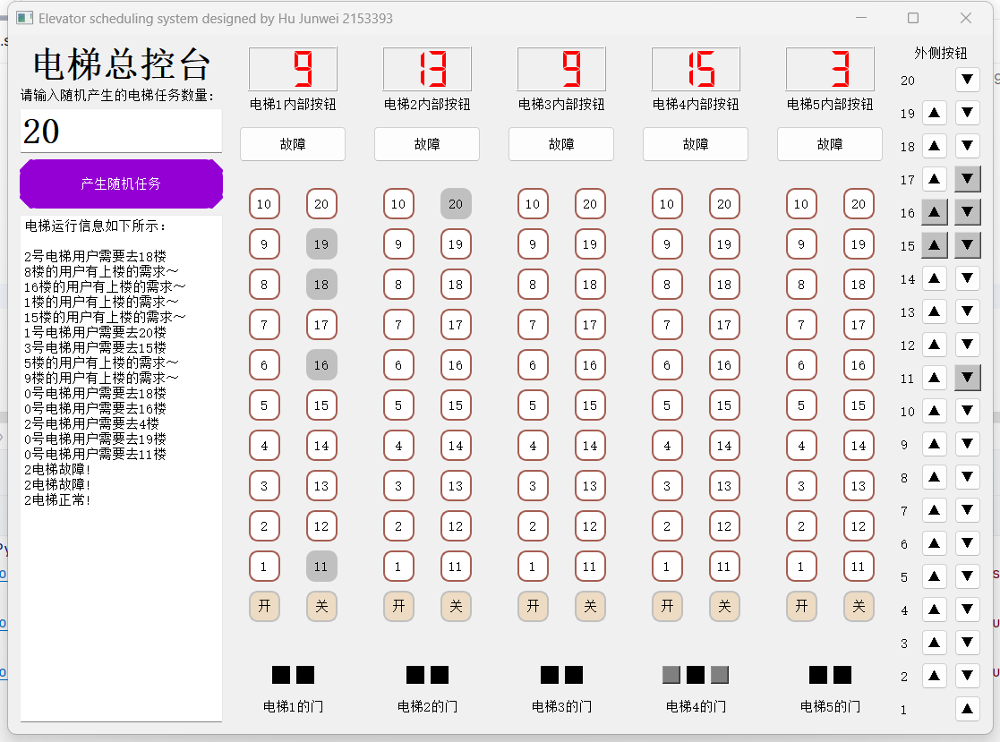 Elevator scheduling system designed by Hu Junwei 2153393
电梯总控台
请输入随机产生的电梯任务数量:
20
产生随机任务
电梯运行信息如下所示:
2号电梯用户需要去18楼
8楼的用户有上楼的需求～
16楼的用户有上楼的需求～
1楼的用户有上楼的需求～
15楼的用户有上楼的需求～
1号电梯用户需要去20楼
3号电梯用户需要去15楼
5楼的用户有上楼的需求～
9楼的用户有上楼的需求～
0号电梯用户需要去18楼
0号电梯用户需要去16楼
2号电梯用户需要去4楼
0号电梯用户需要去19楼
0号电梯用户需要去11楼
2电梯故障!
2电梯故障!
2电梯正常!
9 13 9 15 3
电梯1内部按钮 电梯2内部按钮 电梯3内部按钮 电梯4内部按钮 电梯5内部按钮
故障 故障 故障 故障 故障
10 20 10 20 10 20 10 20 10 20
9 19 9 19 9 19 9 19 9 19
8 18 8 18 8 18 8 18 8 18
7 17 7 17 7 17 7 17 7 17
6 16 6 16 6 16 6 16 6 16
5 15 5 15 5 15 5 15 5 15
4 14 4 14 4 14 4 14 4 14
3 13 3 13 3 13 3 13 3 13
2 12 2 12 2 12 2 12 2 12
1 11 1 11 1 11 1 11 1 11
开 关 开 关 开 关 开 关 开 关
电梯1的门 电梯2的门 电梯3的门 电梯4的门 电梯5的门
外侧按钮
20 ▼
19 ▲ ▼
18 ▲ ▼
17 ▲ ▼
16 ▲ ▼
15 ▲ ▼
14 ▲ ▼
13 ▲ ▼
12 ▲ ▼
11 ▲ ▼
10 ▲ ▼
9 ▲ ▼
8 ▲ ▼
7 ▲ ▼
6 ▲ ▼
5 ▲ ▼
4 ▲ ▼
3 ▲ ▼
2 ▲ ▼
1 ▲